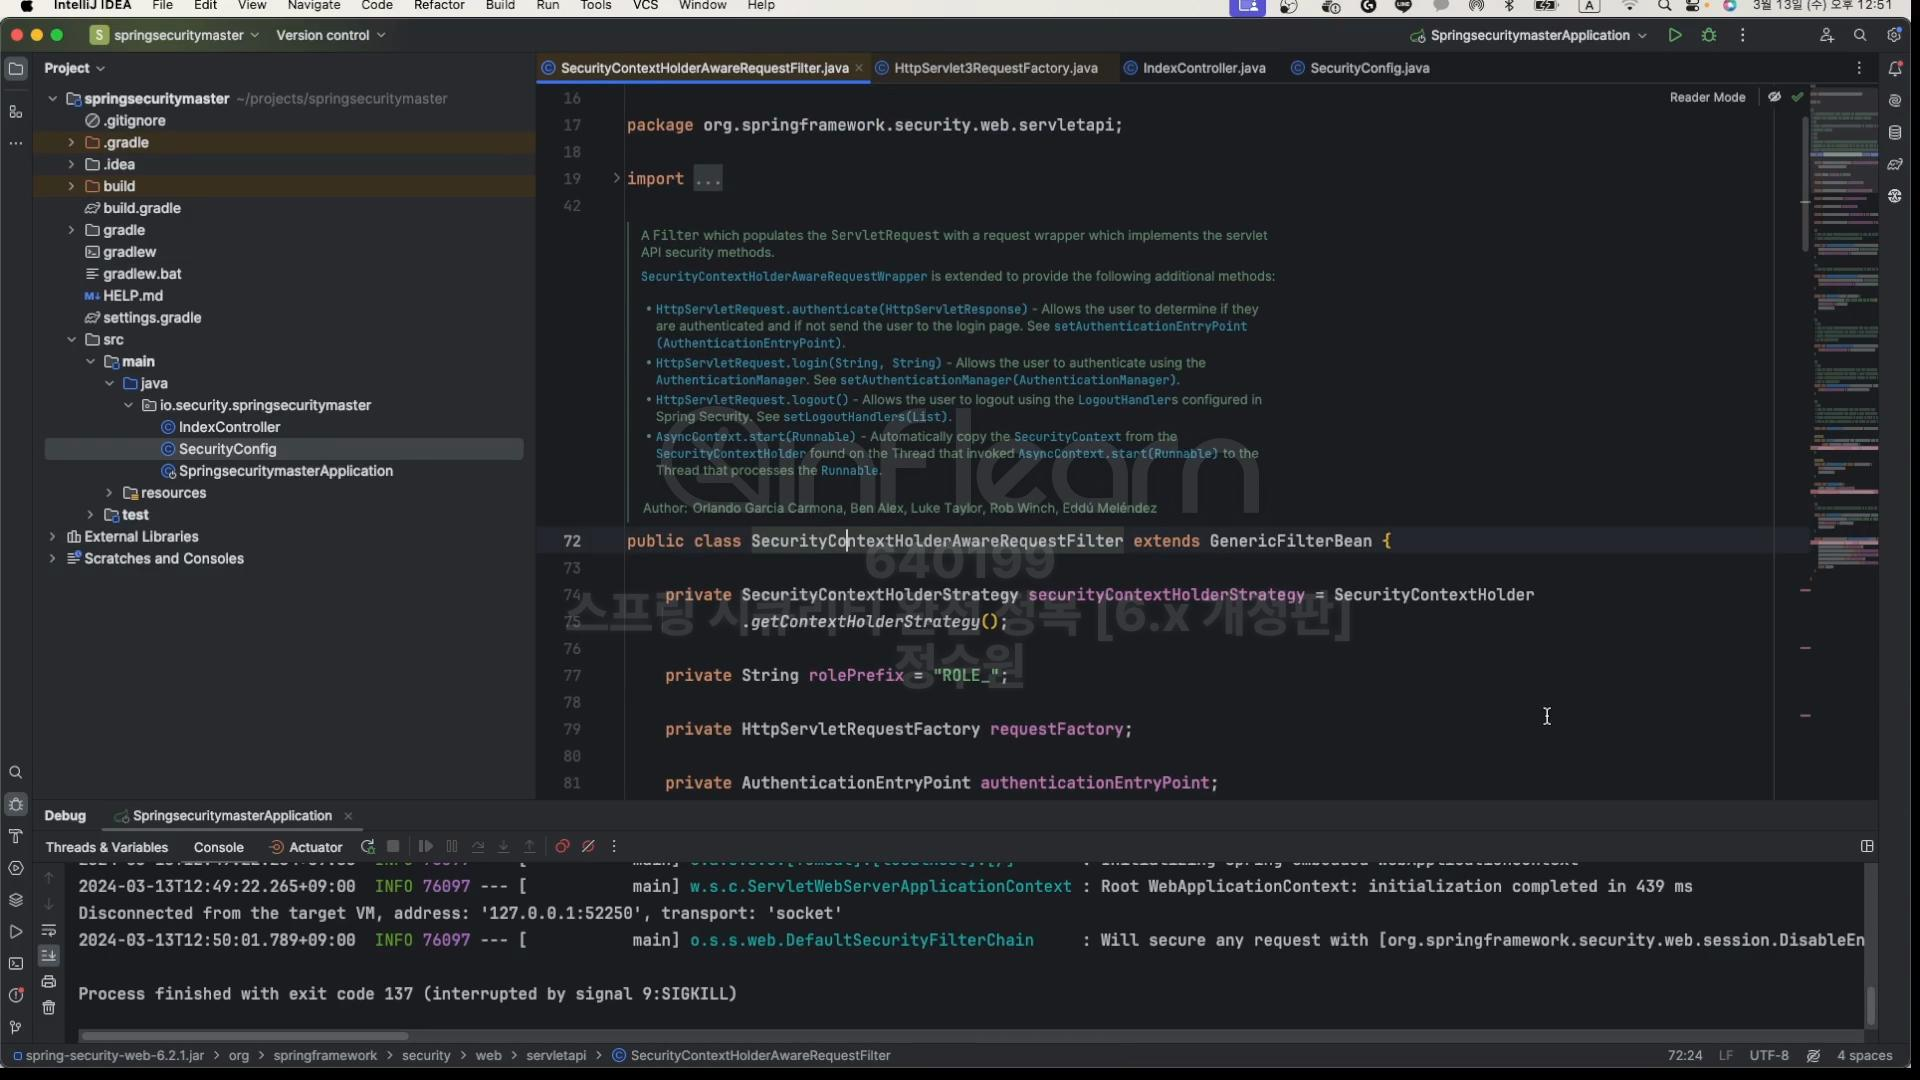 IntelliJ IDEA File Edit View Navigate Code Refactor Build Run Tools VCS Window Help A 3월 13일 (수) 오후 12:51
S springsecuritymaster Version control SpringsecuritymasterApplication
Project SecurityContextHolderAwareRequestFilter.java HttpServlet3RequestFactory.java IndexController.java SecurityConfig.java
Reader Mode
springsecuritymaster ~/projects/springsecuritymaster
.gitignore
.gradle
.idea
build
build.gradle
gradle
gradlew
gradlew.bat
M↓ HELP.md
settings.gradle
src
main
java
io.security.springsecuritymaster
IndexController
SecurityConfig
SpringsecuritymasterApplication
resources
test
External Libraries
Scratches and Consoles
16
17 package org.springframework.security.web.servletapi;
18
19 import ...
42
A Filter which populates the ServletRequest with a request wrapper which implements the servlet
API security methods.
SecurityContextHolderAwareRequestWrapper is extended to provide the following additional methods:
• HttpServletRequest.authenticate(HttpServletResponse) - Allows the user to determine if they
are authenticated and if not send the user to the login page. See setAuthenticationEntryPoint
(AuthenticationEntryPoint).
• HttpServletRequest.login(String, String) - Allows the user to authenticate using the
AuthenticationManager. See setAuthenticationManager(AuthenticationManager).
• HttpServletRequest.logout() - Allows the user to logout using the LogoutHandlers configured in
Spring Security. See setLogoutHandlers(List).
• AsyncContext.start(Runnable) - Automatically copy the SecurityContext from the
SecurityContextHolder found on the Thread that invoked AsyncContext.start(Runnable) to the
Thread that processes the Runnable.
Author: Orlando Garcia Carmona, Ben Alex, Luke Taylor, Rob Winch, Eddú Meléndez
72 public class SecurityContextHolderAwareRequestFilter extends GenericFilterBean {
73
74 private SecurityContextHolderStrategy securityContextHolderStrategy = SecurityContextHolder
75 .getContextHolderStrategy();
76
77 private String rolePrefix = "ROLE_";
78
79 private HttpServletRequestFactory requestFactory;
80
81 private AuthenticationEntryPoint authenticationEntryPoint;
inflearn
640199
스프링 시큐리티 완전 정복 [6.x 개정판]
정수원
Debug SpringsecuritymasterApplication
Threads & Variables Console Actuator
2024-03-13T12:49:22.265+09:00 INFO 76097 --- [ main] w.s.c.ServletWebServerApplicationContext : Root WebApplicationContext: initialization completed in 439 ms
Disconnected from the target VM, address: '127.0.0.1:52250', transport: 'socket'
2024-03-13T12:50:01.789+09:00 INFO 76097 --- [ main] o.s.s.web.DefaultSecurityFilterChain : Will secure any request with [org.springframework.security.web.session.DisableEn
Process finished with exit code 137 (interrupted by signal 9:SIGKILL)
spring-security-web-6.2.1.jar > org > springframework > security > web > servletapi > SecurityContextHolderAwareRequestFilter 72:24 LF UTF-8 4 spaces